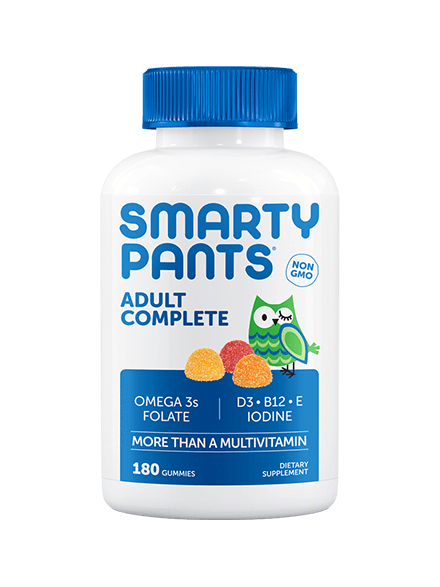 SMARTY
PANTS®
NON
GMO
ADULT
COMPLETE
OMEGA 3s
FOLATE
D3 • B12 • E
IODINE
MORE THAN A MULTIVITAMIN
180 GUMMIES
DIETARY
SUPPLEMENT